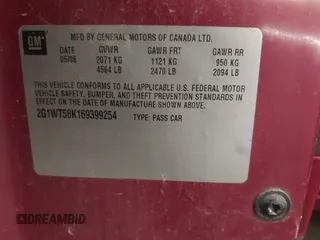 GM
MFD BY GENERAL MOTORS OF CANADA LTD.
DATE GVWR GAWR FRT GAWR RR
05/06 2071 KG 1121 KG 950 KG
4564 LB 2470 LB 2094 LB
THIS VEHICLE CONFORMS TO ALL APPLICABLE U.S. FEDERAL MOTOR
VEHICLE SAFETY, BUMPER, AND THEFT PREVENTION STANDARDS IN
EFFECT ON THE DATE OF MANUFACTURE SHOWN ABOVE.
2G1WT58K169399254 TYPE: PASS CAR
DREAMBID